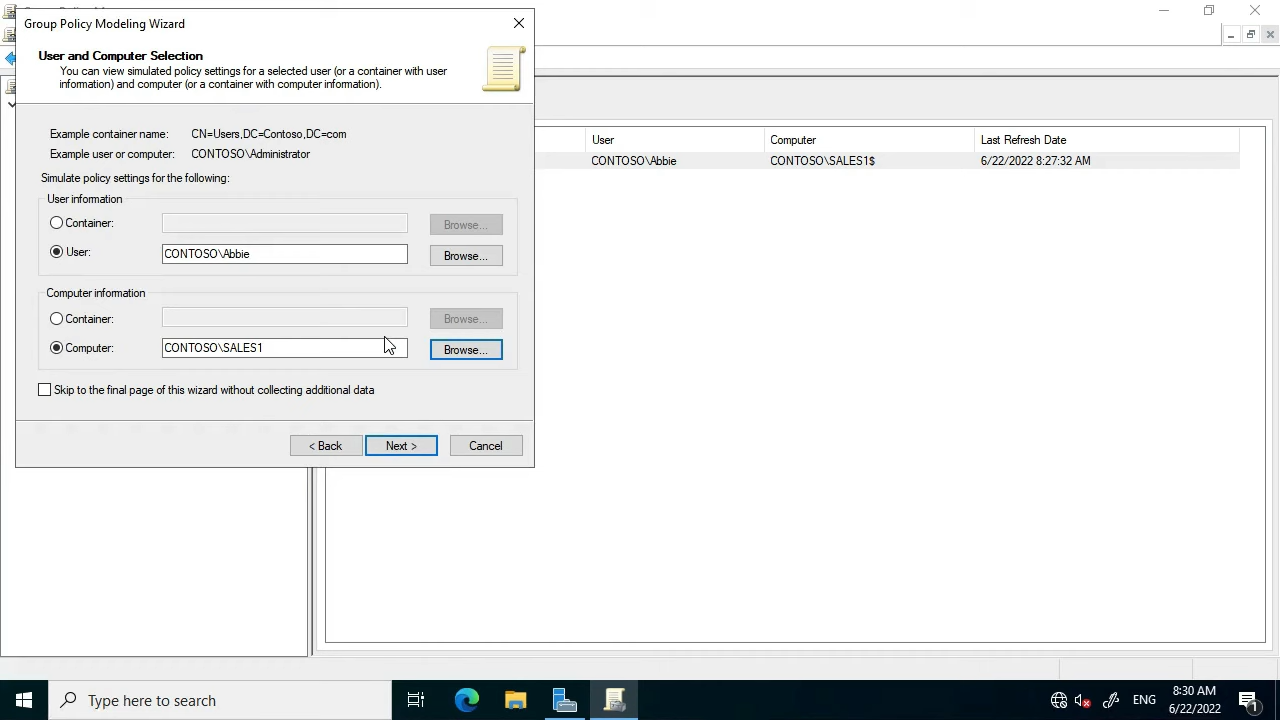 Group Policy Modeling Wizard
User and Computer Selection
You can view simulated policy settings for a selected user (or a container with user
information) and computer (or a container with computer information).
Example container name: CN=Users,DC=Contoso,DC=com
Example user or computer: CONTOSO\Administrator
Simulate policy settings for the following:
User information
Container: Browse...
User: CONTOSO\Abbie Browse...
Computer information
Container: Browse...
Computer: CONTOSO\SALES1 Browse...
Skip to the final page of this wizard without collecting additional data
< Back Next > Cancel
User Computer Last Refresh Date
CONTOSO\Abbie CONTOSO\SALES1$ 6/22/2022 8:27:32 AM
Type here to search
ENG
8:30 AM
6/22/2022
1